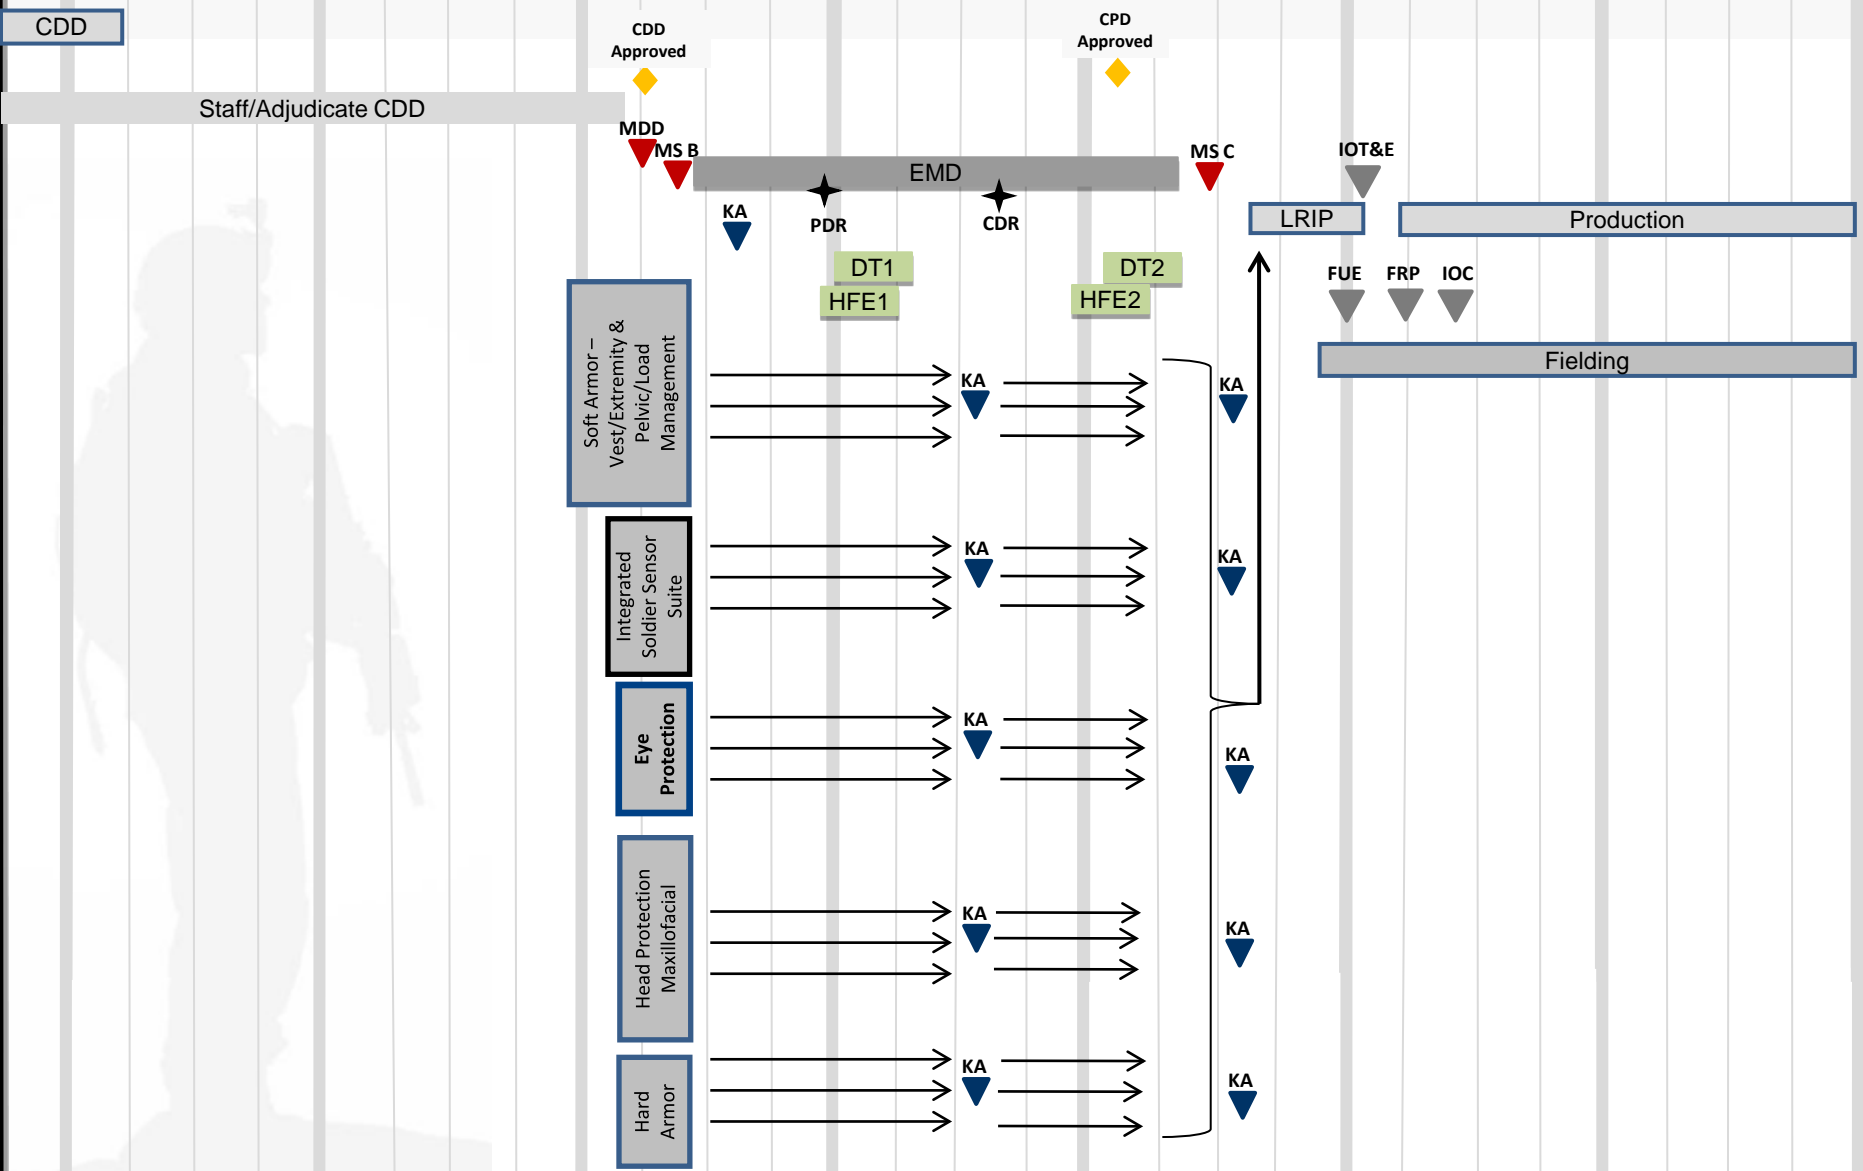 CDD
CDD
Approved
CPD
Approved
Staff/Adjudicate CDD
MDD
MS B
EMD
MS C
IOT&E
KA
PDR
CDR
LRIP
Production
DT1
HFE1
DT2
HFE2
FUE
FRP
IOC
Fielding
Soft Armor –
Vest/Extremity &
Pelvic/Load
Management
KA
KA
Integrated
Soldier Sensor
Suite
KA
KA
Eye
Protection
KA
KA
Head Protection
Maxillofacial
KA
KA
Hard
Armor
KA
KA